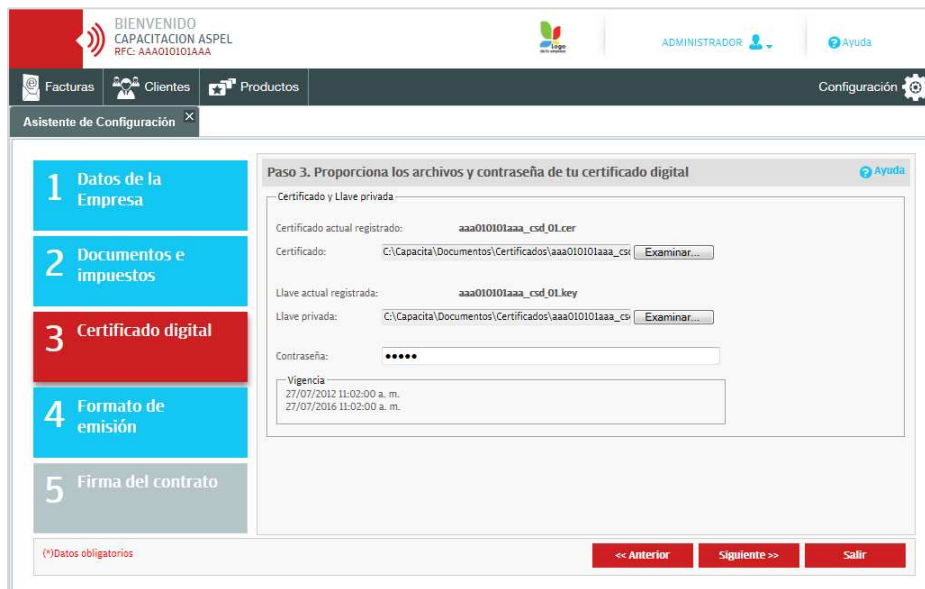 BIENVENIDO
CAPACITACION ASPEL
RFC: AAA010101AAA
Logo
ADMINISTRADOR
Ayuda
Facturas
Clientes
Productos
Configuración
Asistente de Configuración
1 Datos de la
Empresa
2 Documentos e
impuestos
3 Certificado digital
4 Formato de
emisión
5 Firma del contrato
Paso 3. Proporciona los archivos y contraseña de tu certificado digital
Ayuda
Certificado y Llave privada
Certificado actual registrado: aaa010101aaa_csd_01.cer
Certificado: C:\Capacita\Documentos\Certificados\aaa010101aaa_cs Examinar...
Llave actual registrada: aaa010101aaa_csd_01.key
Llave privada: C:\Capacita\Documentos\Certificados\aaa010101aaa_cs Examinar...
Contraseña: •••••
Vigencia
27/07/2012 11:02:00 a. m.
27/07/2016 11:02:00 a. m.
(*)Datos obligatorios
<< Anterior
Siguiente >>
Salir